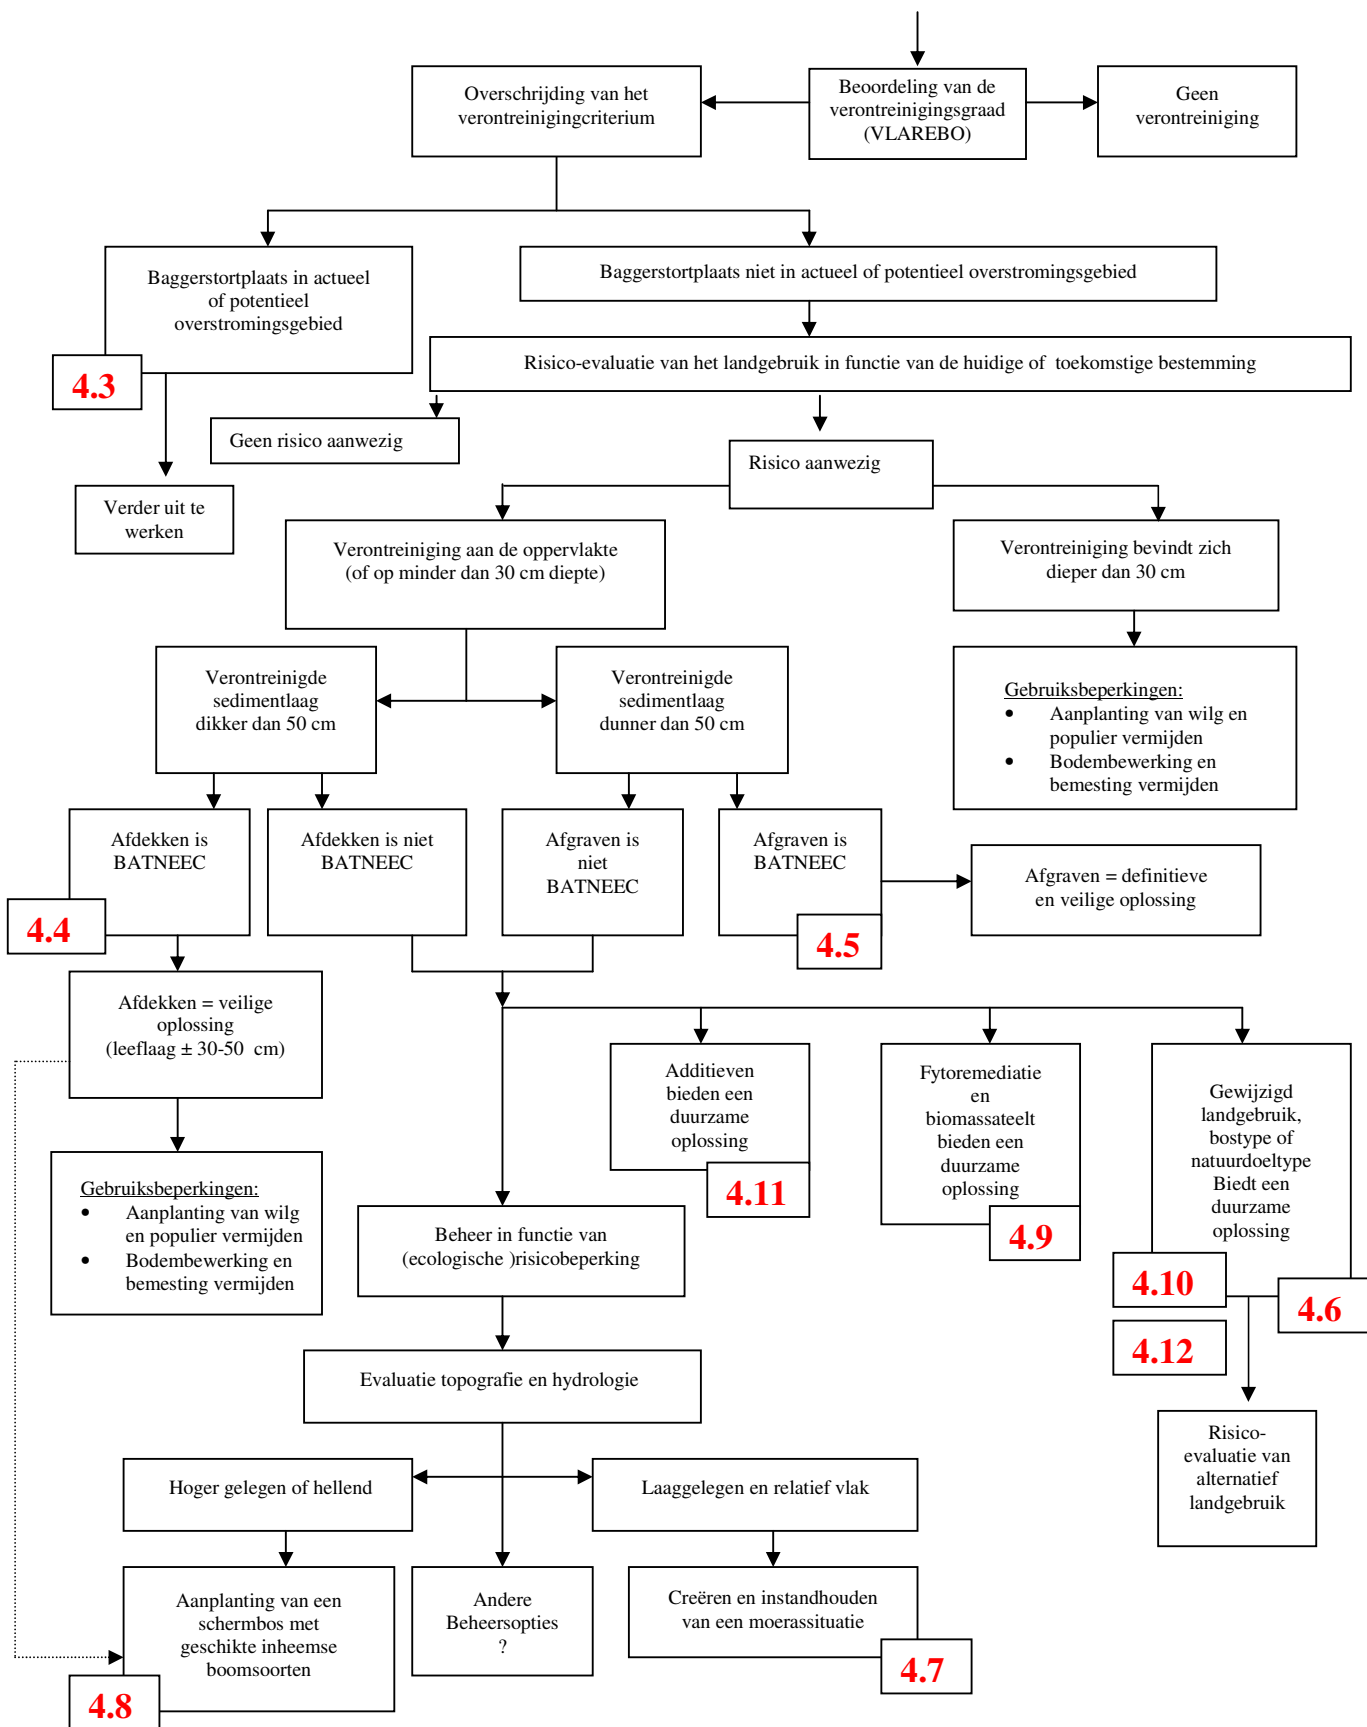 Overschrijding van het
verontreinigingcriterium
Beoordeling van de
verontreinigingsgraad
(VLAREBO)
Geen
verontreiniging
Baggerstortplaats in actueel
of potentieel
overstromingsgebied
4.3
Baggerstortplaats niet in actueel of potentieel overstromingsgebied
Risico-evaluatie van het landgebruik in functie van de huidige of toekomstige bestemming
Geen risico aanwezig
Risico aanwezig
Verder uit te
werken
Verontreiniging aan de oppervlakte
(of op minder dan 30 cm diepte)
Verontreiniging bevindt zich
dieper dan 30 cm
Verontreinigde
sedimentlaag
dikker dan 50 cm
Verontreinigde
sedimentlaag
dunner dan 50 cm
Gebruiksbeperkingen:
• Aanplanting van wilg en
populier vermijden
• Bodembewerking en
bemesting vermijden
Afdekken is
BATNEEC
4.4
Afdekken is niet
BATNEEC
Afgraven is
niet
BATNEEC
Afgraven is
BATNEEC
4.5
Afgraven = definitieve
en veilige oplossing
Afdekken = veilige
oplossing
(leeflaag ± 30-50 cm)
Additieven
bieden een
duurzame
oplossing
4.11
Fytoremediatie
en
biomassateelt
bieden een
duurzame
oplossing
4.9
Gewijzigd
landgebruik,
bostype of
natuurdoeltype
Biedt een
duurzame
oplossing
4.10
4.6
4.12
Gebruiksbeperkingen:
• Aanplanting van wilg
en populier vermijden
• Bodembewerking en
bemesting vermijden
Beheer in functie van
(ecologische )risicobeperking
Evaluatie topografie en hydrologie
Risico-
evaluatie van
alternatief
landgebruik
Hoger gelegen of hellend
Laaggelegen en relatief vlak
Aanplanting van een
schermbos met
geschikte inheemse
boomsoorten
4.8
Andere
Beheersopties
?
Creëren en instandhouden
van een moerassituatie
4.7